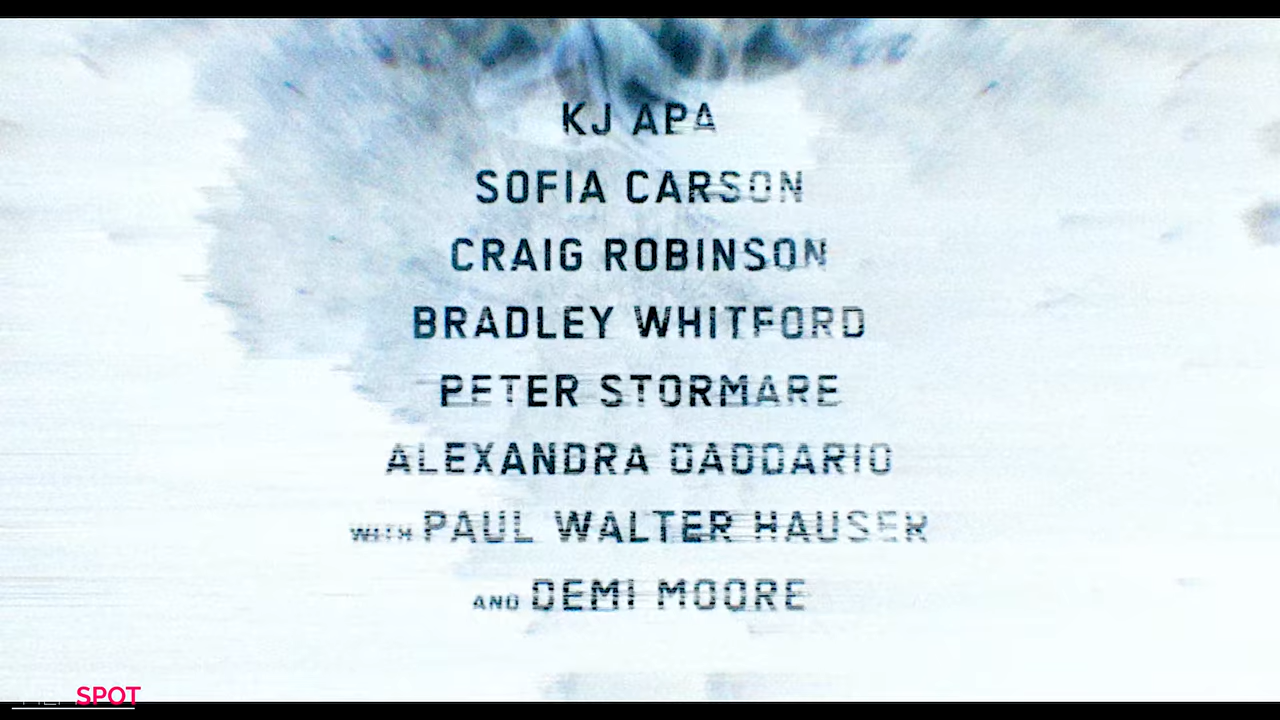 KJ APA
SOFIA CARSON
CRAIG ROBINSON
BRADLEY WHITFORD
PETER STORMARE
ALEXANDRA DADDARIO
WITH PAUL WALTER HAUSER
AND DEMI MOORE
SPOT